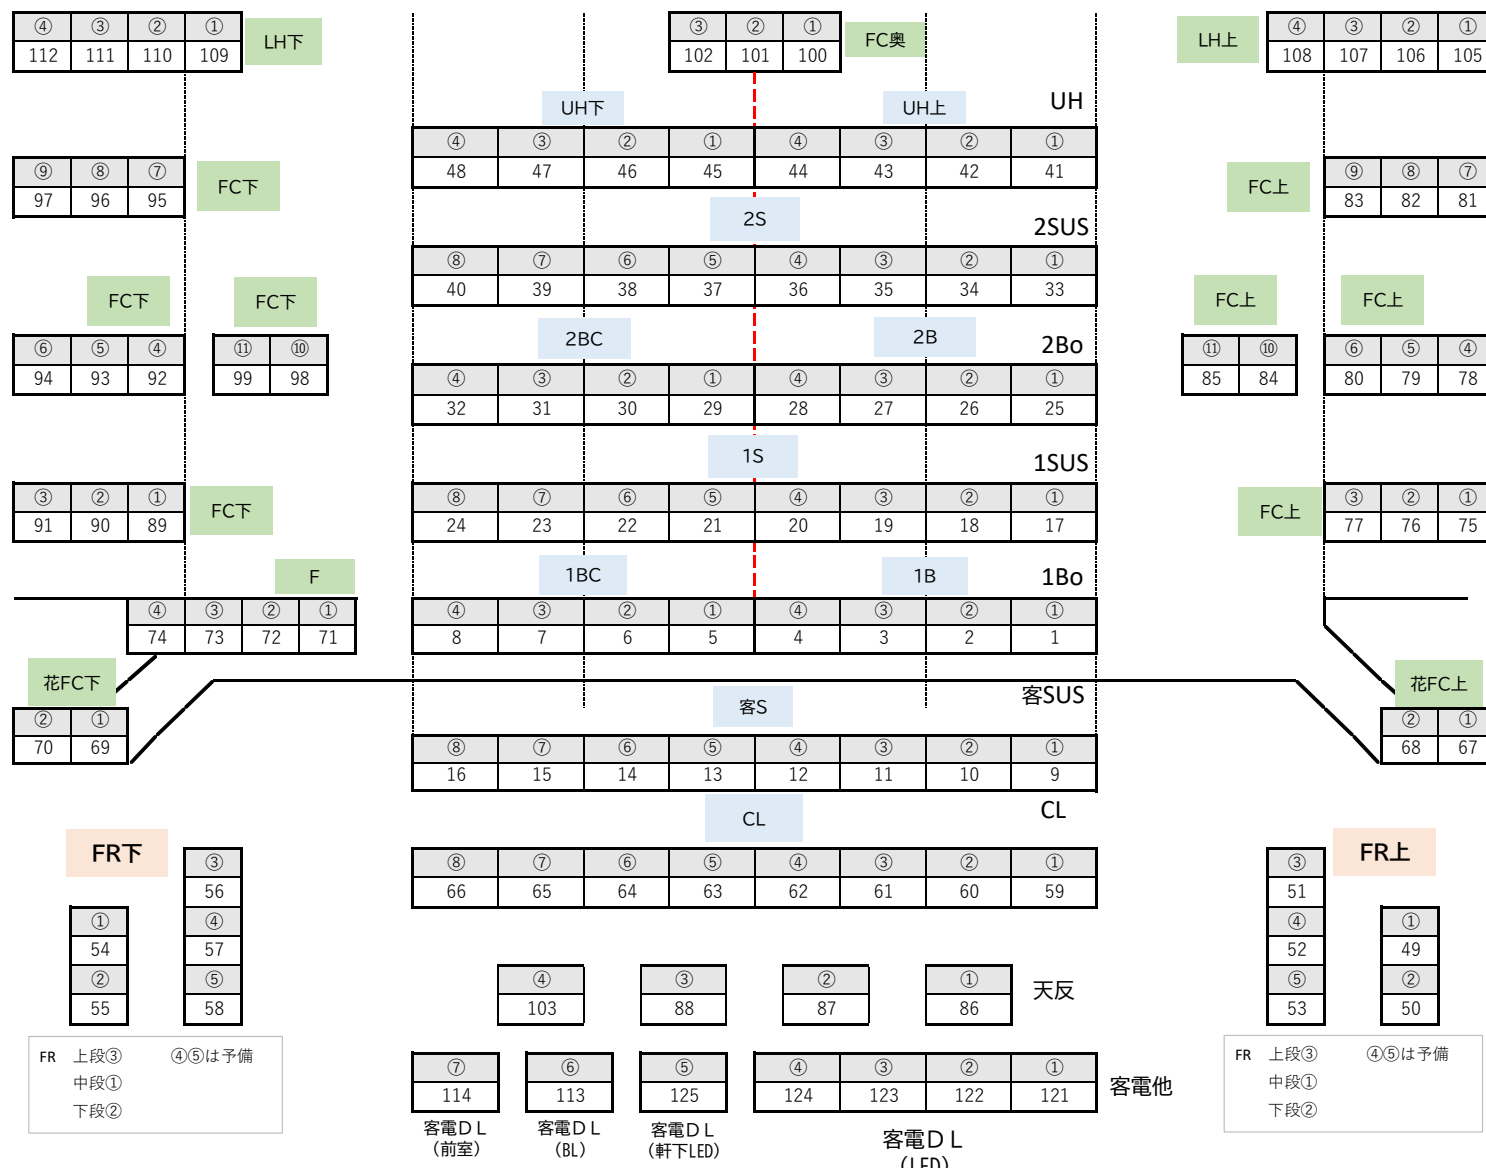 ④ ③ ② ① LH下 ③ ② ① FC奥 LH上 ④ ③ ② ①
112 111 110 109 102 101 100 108 107 106 105
UH下 UH上 UH
④ ③ ② ① ④ ③ ② ①
48 47 46 45 44 43 42 41
⑨ ⑧ ⑦ FC下 FC上 ⑨ ⑧ ⑦
97 96 95 83 82 81
2S 2SUS
⑧ ⑦ ⑥ ⑤ ④ ③ ② ①
40 39 38 37 36 35 34 33
FC下 FC下 FC上 FC上
2BC 2B 2Bo
⑥ ⑤ ④ ⑪ ⑩ ⑪ ⑩ ⑥ ⑤ ④
94 93 92 99 98 85 84 80 79 78
④ ③ ② ① ④ ③ ② ①
32 31 30 29 28 27 26 25
1S 1SUS
③ ② ① FC下 ⑧ ⑦ ⑥ ⑤ ④ ③ ② ① FC上 ③ ② ①
91 90 89 24 23 22 21 20 19 18 17 77 76 75
F 1BC 1B 1Bo
④ ③ ② ① ④ ③ ② ① ④ ③ ② ①
74 73 72 71 8 7 6 5 4 3 2 1
花FC下 花FC上
客S 客SUS
② ① ② ①
70 69 68 67
⑧ ⑦ ⑥ ⑤ ④ ③ ② ①
16 15 14 13 12 11 10 9
CL CL
FR下 FR上
⑧ ⑦ ⑥ ⑤ ④ ③ ② ①
66 65 64 63 62 61 60 59
③ ③
56 51
① ④ ④ ①
54 57 52 49
② ⑤ ⑤ ②
55 58 53 50
④ ③ ② ① 天反
103 88 87 86
FR 上段③ ④⑤は予備
中段①
下段②
FR 上段③ ④⑤は予備
中段①
下段②
⑦ ⑥ ⑤ ④ ③ ② ① 客電他
114 113 125 124 123 122 121
客電ＤＬ 客電ＤＬ 客電ＤＬ 客電ＤＬ
(前室) (BL) (軒下LED) (LED)